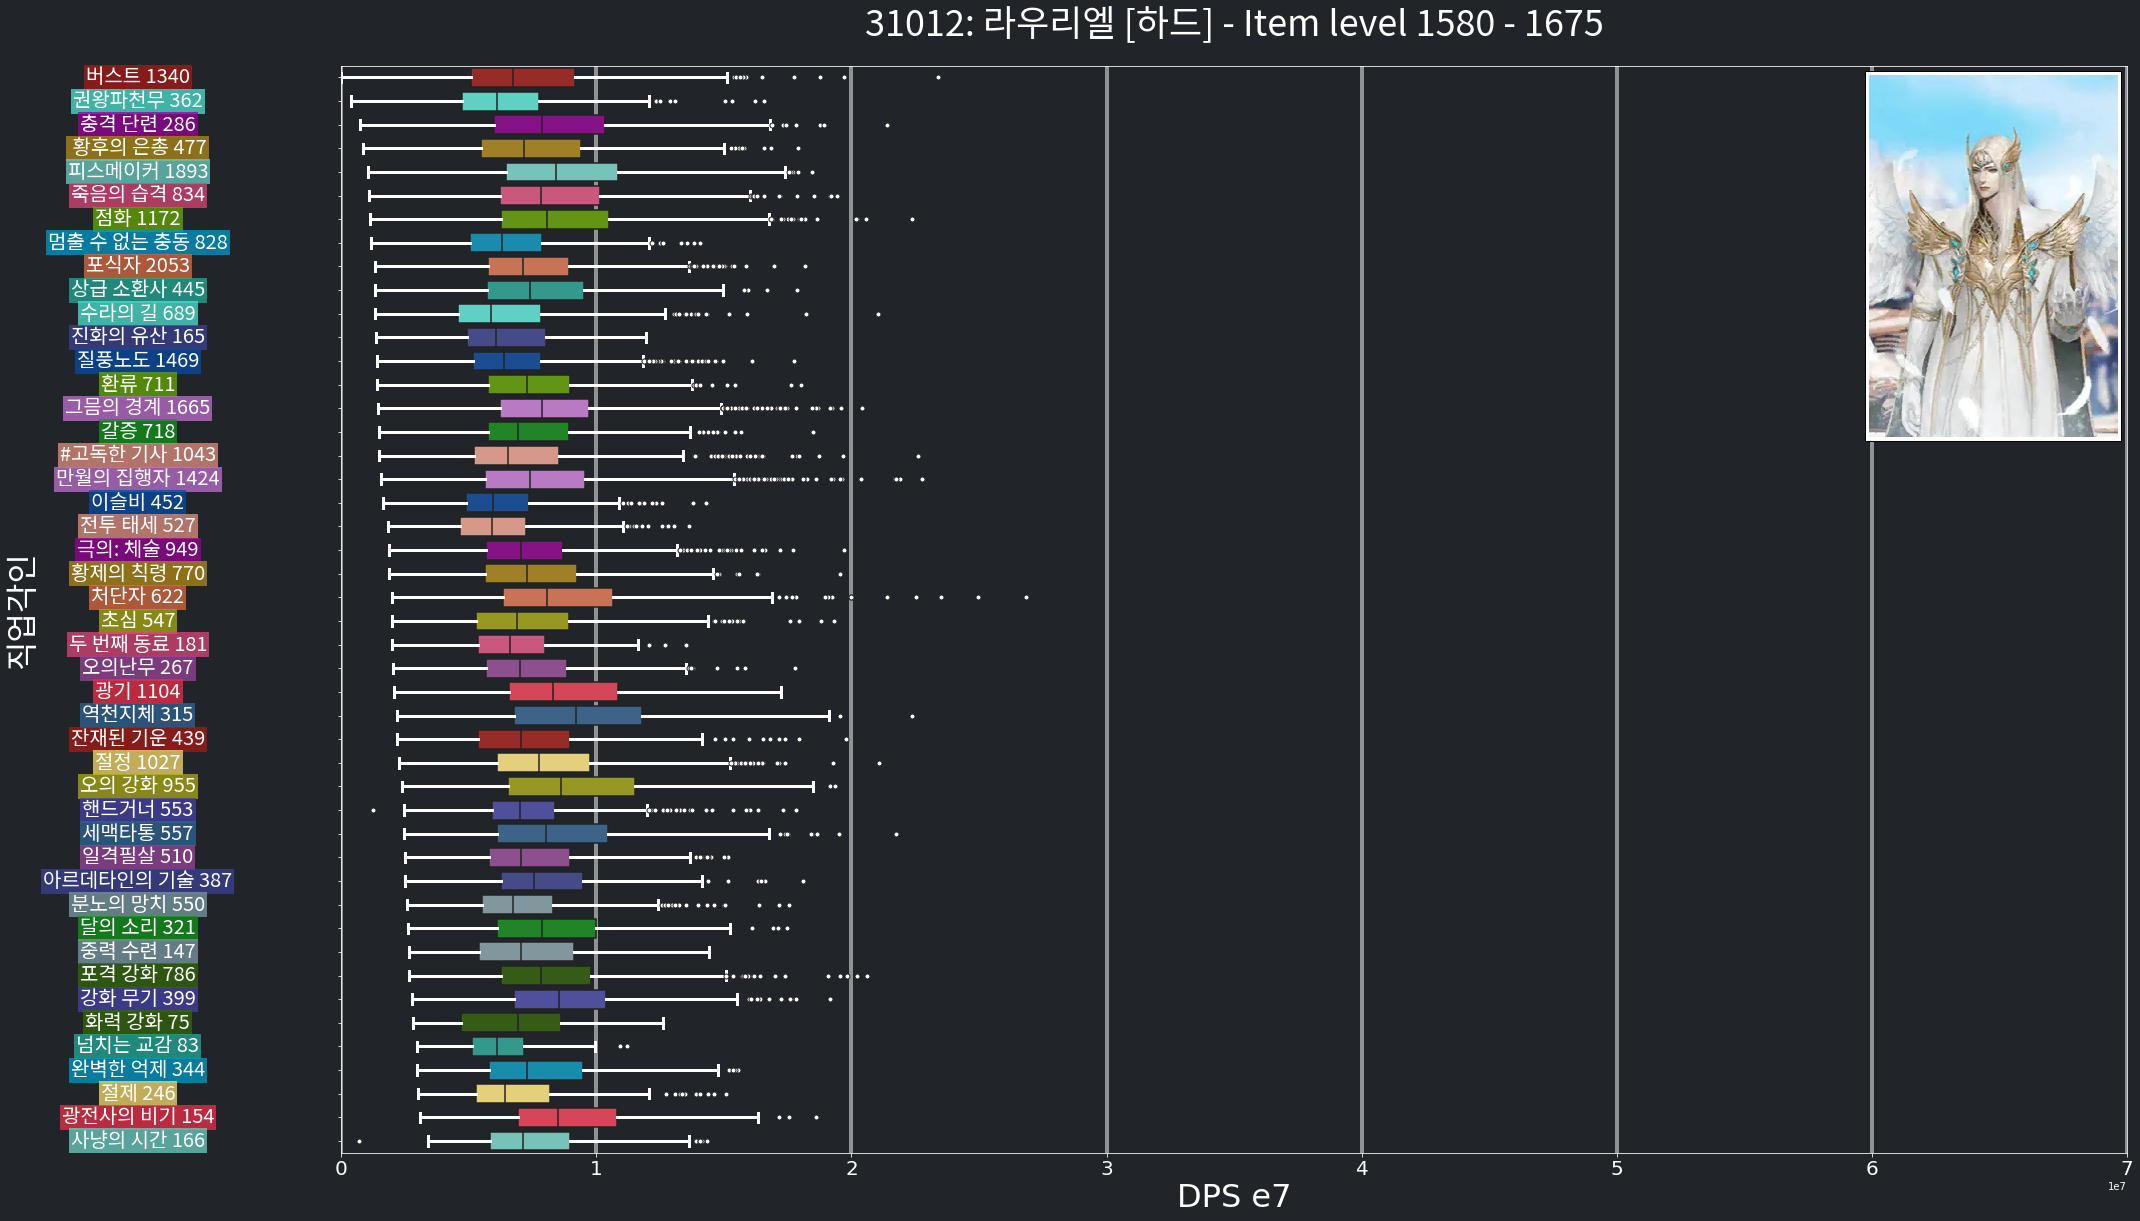 31012: 라우리엘 [하드] - Item level 1580 - 1675
버스트 1340
권왕파천무 362
충격 단련 286
황후의 은총 477
피스메이커 1893
죽음의 습격 834
점화 1172
멈출 수 없는 충동 828
포식자 2053
상급 소환사 445
수라의 길 689
진화의 유산 165
질풍노도 1469
환류 711
그믐의 경계 1665
갈증 718
#고독한 기사 1043
만월의 집행자 1424
이슬비 452
전투 태세 527
극의: 체술 949
황제의 칙령 770
처단자 622
초심 547
두 번째 동료 181
오의난무 267
광기 1104
역천지체 315
잔재된 기운 439
절정 1027
오의 강화 955
핸드거너 553
세맥타통 557
일격필살 510
아르데타인의 기술 387
분노의 망치 550
달의 소리 321
중력 수련 147
포격 강화 786
강화 무기 399
화력 강화 75
넘치는 교감 83
완벽한 억제 344
절제 246
광전사의 비기 154
사냥의 시간 166
직업각인
0 1 2 3 4 5 6 7
1e7
DPS e7